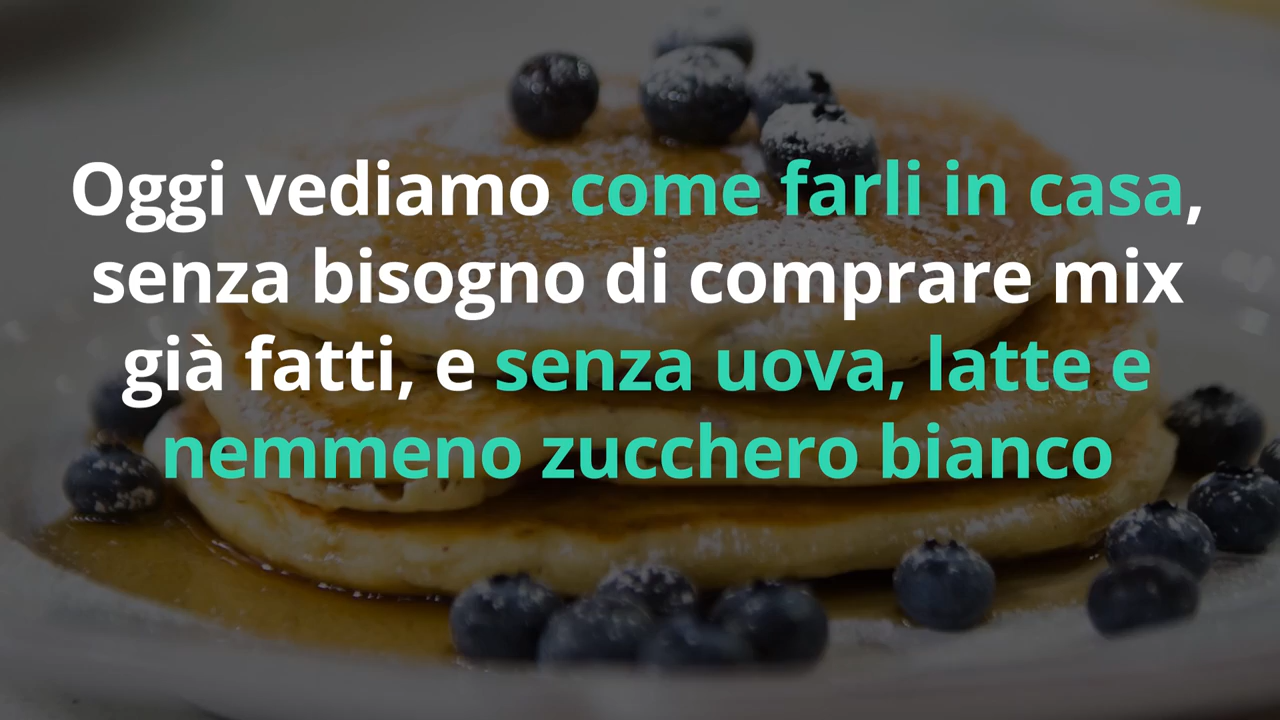 Oggi vediamo come farli in casa,
senza bisogno di comprare mix
già fatti, e senza uova, latte e
nemmeno zucchero bianco